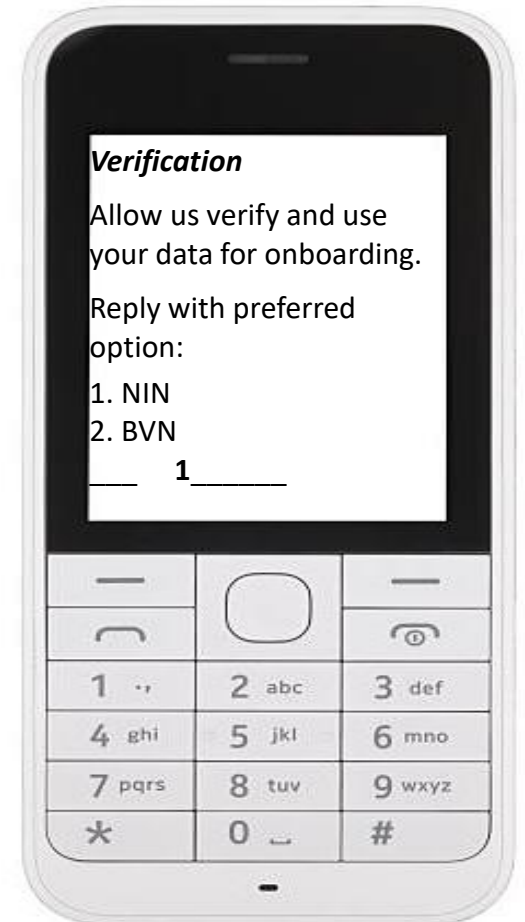 Verification
Allow us verify and use
your data for onboarding.
Reply with preferred
option:
1. NIN
2. BVN
___ 1______
1 .,
2 abc
3 def
4 ghi
5 jkl
6 mno
7 pqrs
8 tuv
9 wxyz
*
0
#